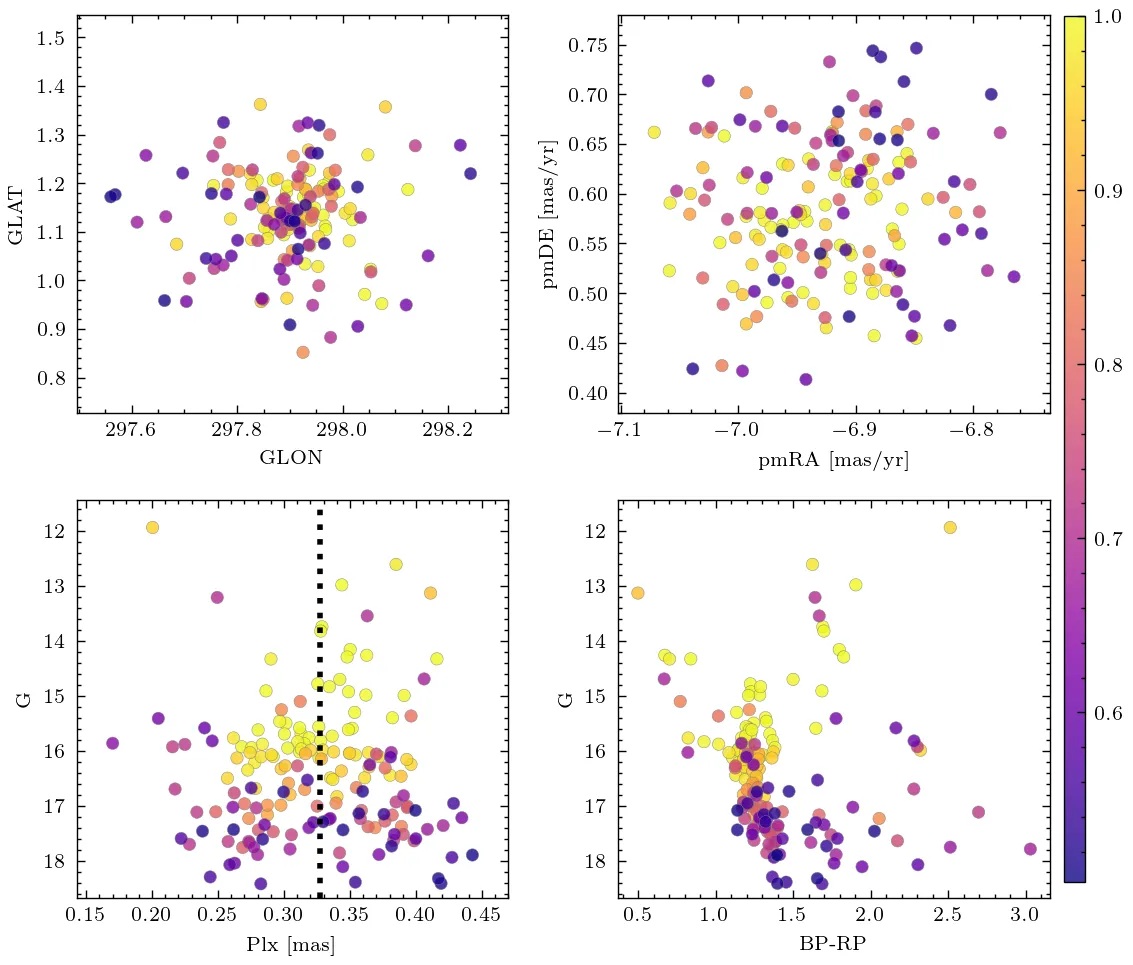 1.5
1.4
1.3
1.2
1.1
1.0
0.9
0.8
GLAT
297.6 297.8 298.0 298.2
GLON
0.75
0.70
0.65
0.60
0.55
0.50
0.45
0.40
pmDE [mas/yr]
−7.1 −7.0 −6.9 −6.8
pmRA [mas/yr]
1.0
0.9
0.8
0.7
0.6
12
13
14
15
16
17
18
G
0.15 0.20 0.25 0.30 0.35 0.40 0.45
Plx [mas]
12
13
14
15
16
17
18
G
0.5 1.0 1.5 2.0 2.5 3.0
BP-RP